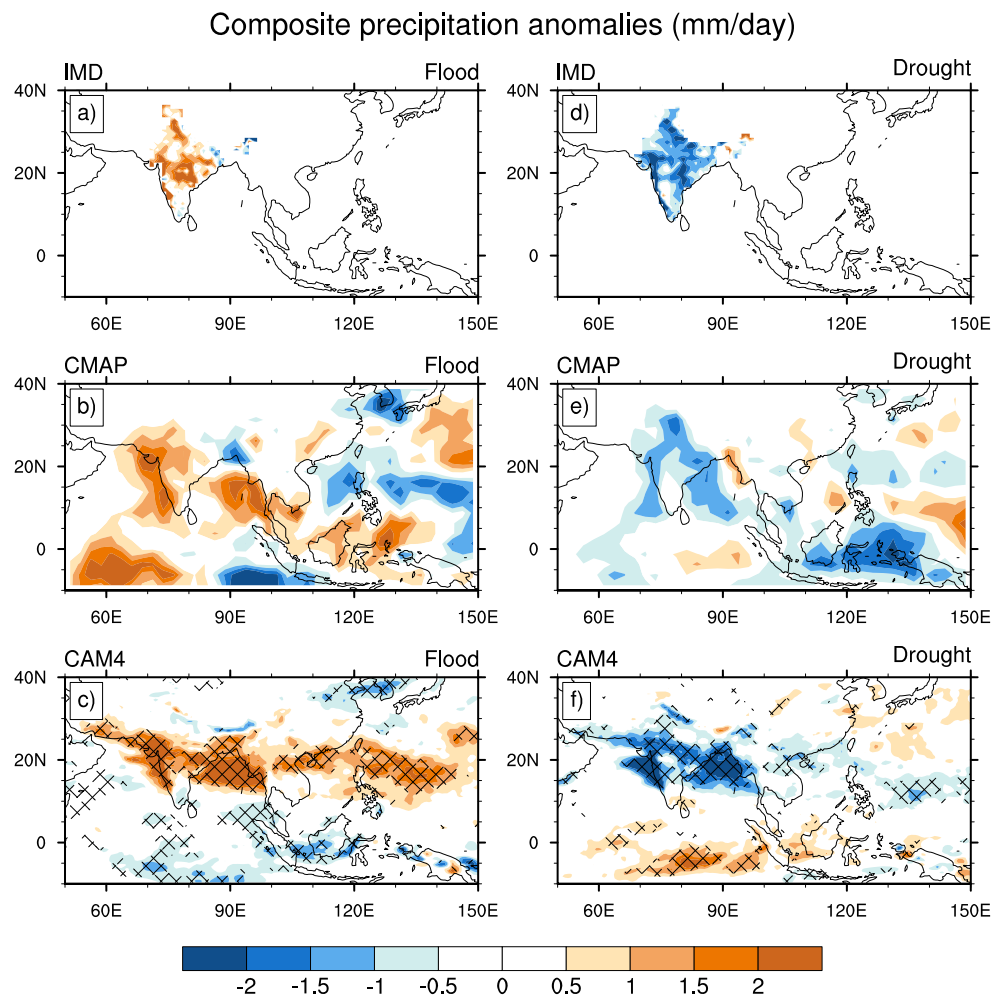 Composite precipitation anomalies (mm/day)
IMD Flood
a)
40N
20N
0
60E 90E 120E 150E
IMD Drought
d)
40N
20N
0
60E 90E 120E 150E
CMAP Flood
b)
40N
20N
0
60E 90E 120E 150E
CMAP Drought
e)
40N
20N
0
60E 90E 120E 150E
CAM4 Flood
c)
40N
20N
0
60E 90E 120E 150E
CAM4 Drought
f)
40N
20N
0
60E 90E 120E 150E
-2 -1.5 -1 -0.5 0 0.5 1 1.5 2